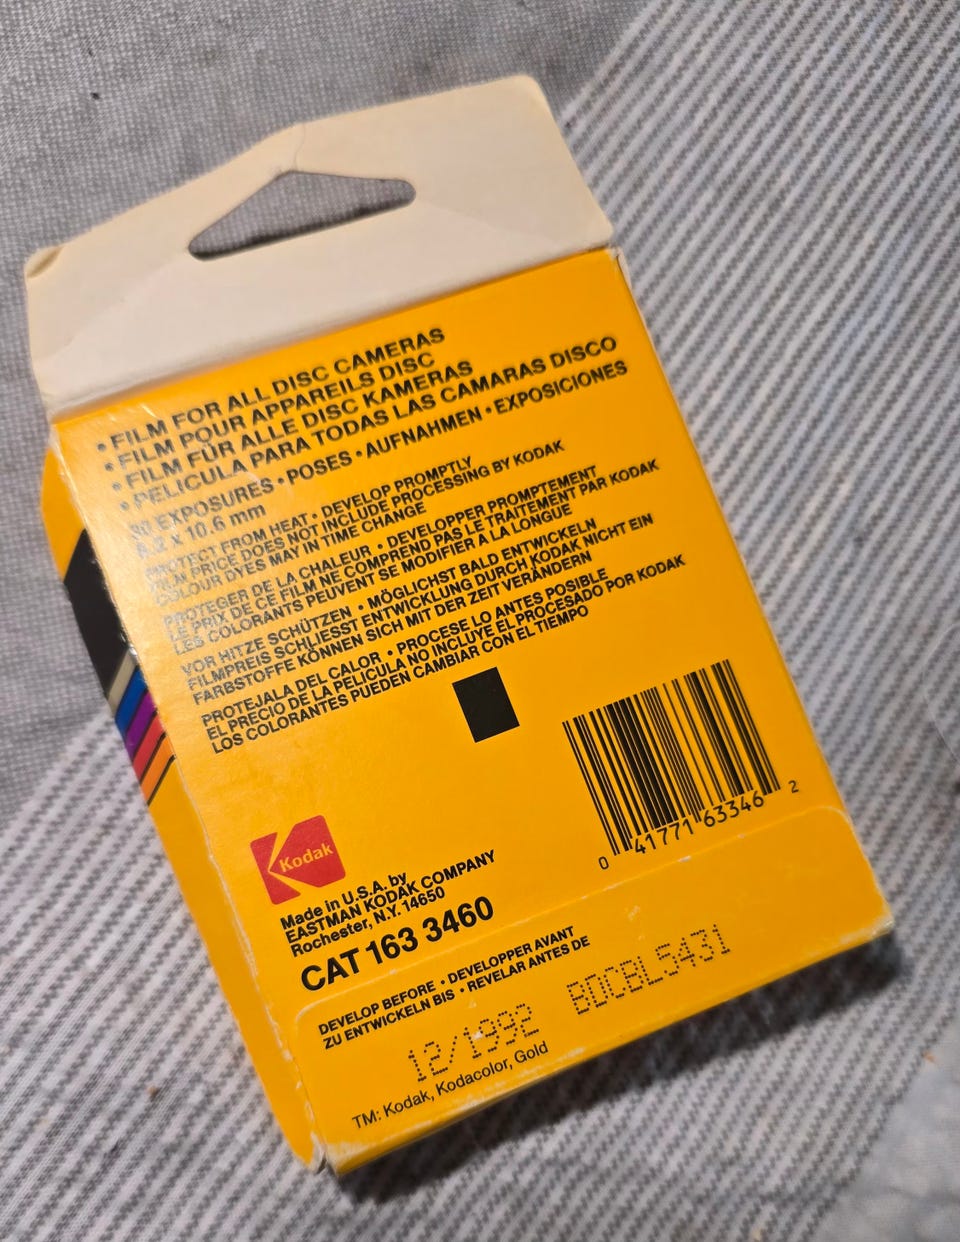 • FILM FOR ALL DISC CAMERAS
• FILM POUR APPAREILS DISC
• FILM FÜR ALLE DISC KAMERAS
• PELICULA PARA TODAS LAS CAMARAS DISCO
30 EXPOSURES • POSES • AUFNAHMEN • EXPOSICIONES
8.2 x 10.6 mm
PROTECT FROM HEAT • DEVELOP PROMPTLY
FILM PRICE DOES NOT INCLUDE PROCESSING BY KODAK
COLOUR DYES MAY IN TIME CHANGE
PROTEGER DE LA CHALEUR • DEVELOPPER PROMPTEMENT
LE PRIX DE CE FILM NE COMPREND PAS LE TRAITEMENT PAR KODAK
LES COLORANTS PEUVENT SE MODIFIER A LA LONGUE
VOR HITZE SCHÜTZEN • MÖGLICHST BALD ENTWICKELN
FILMPREIS SCHLIESST ENTWICKLUNG DURCH KODAK NICHT EIN
FARBSTOFFE KÖNNEN SICH MIT DER ZEIT VERÄNDERN
PROTEJALA DEL CALOR • PROCESE LO ANTES POSIBLE
EL PRECIO DE LA PELICULA NO INCLUYE EL PROCESADO POR KODAK
LOS COLORANTES PUEDEN CAMBIAR CON EL TIEMPO
0 41771 63346 2
Kodak
Made in U.S.A. by
EASTMAN KODAK COMPANY
Rochester, N.Y. 14650
CAT 163 3460
DEVELOP BEFORE • DEVELOPPER AVANT
ZU ENTWICKELN BIS • REVELAR ANTES DE
12/1992 BDCBL5431
TM: Kodak, Kodacolor, Gold